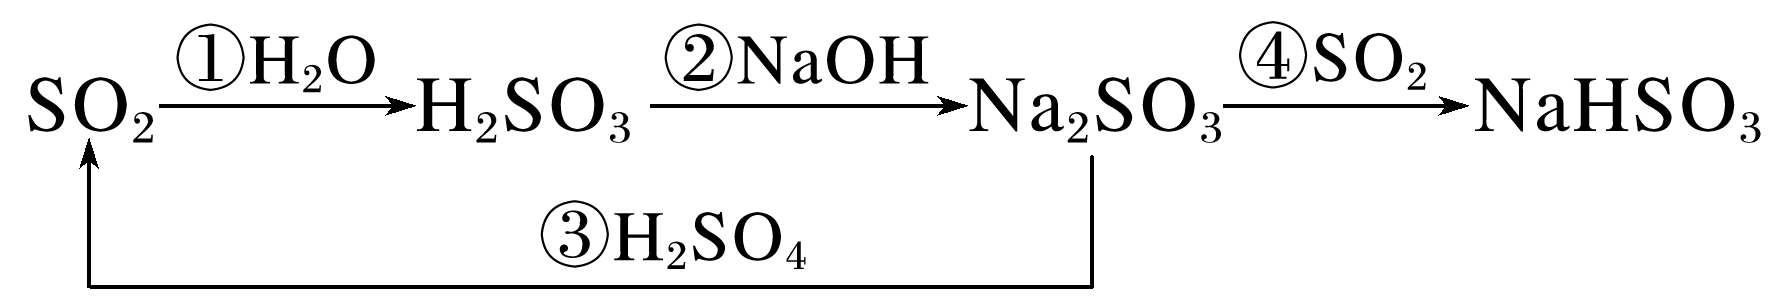 ①H₂O ②NaOH ④SO₂
SO₂ H₂SO₃ Na₂SO₃ NaHSO₃
③H₂SO₄